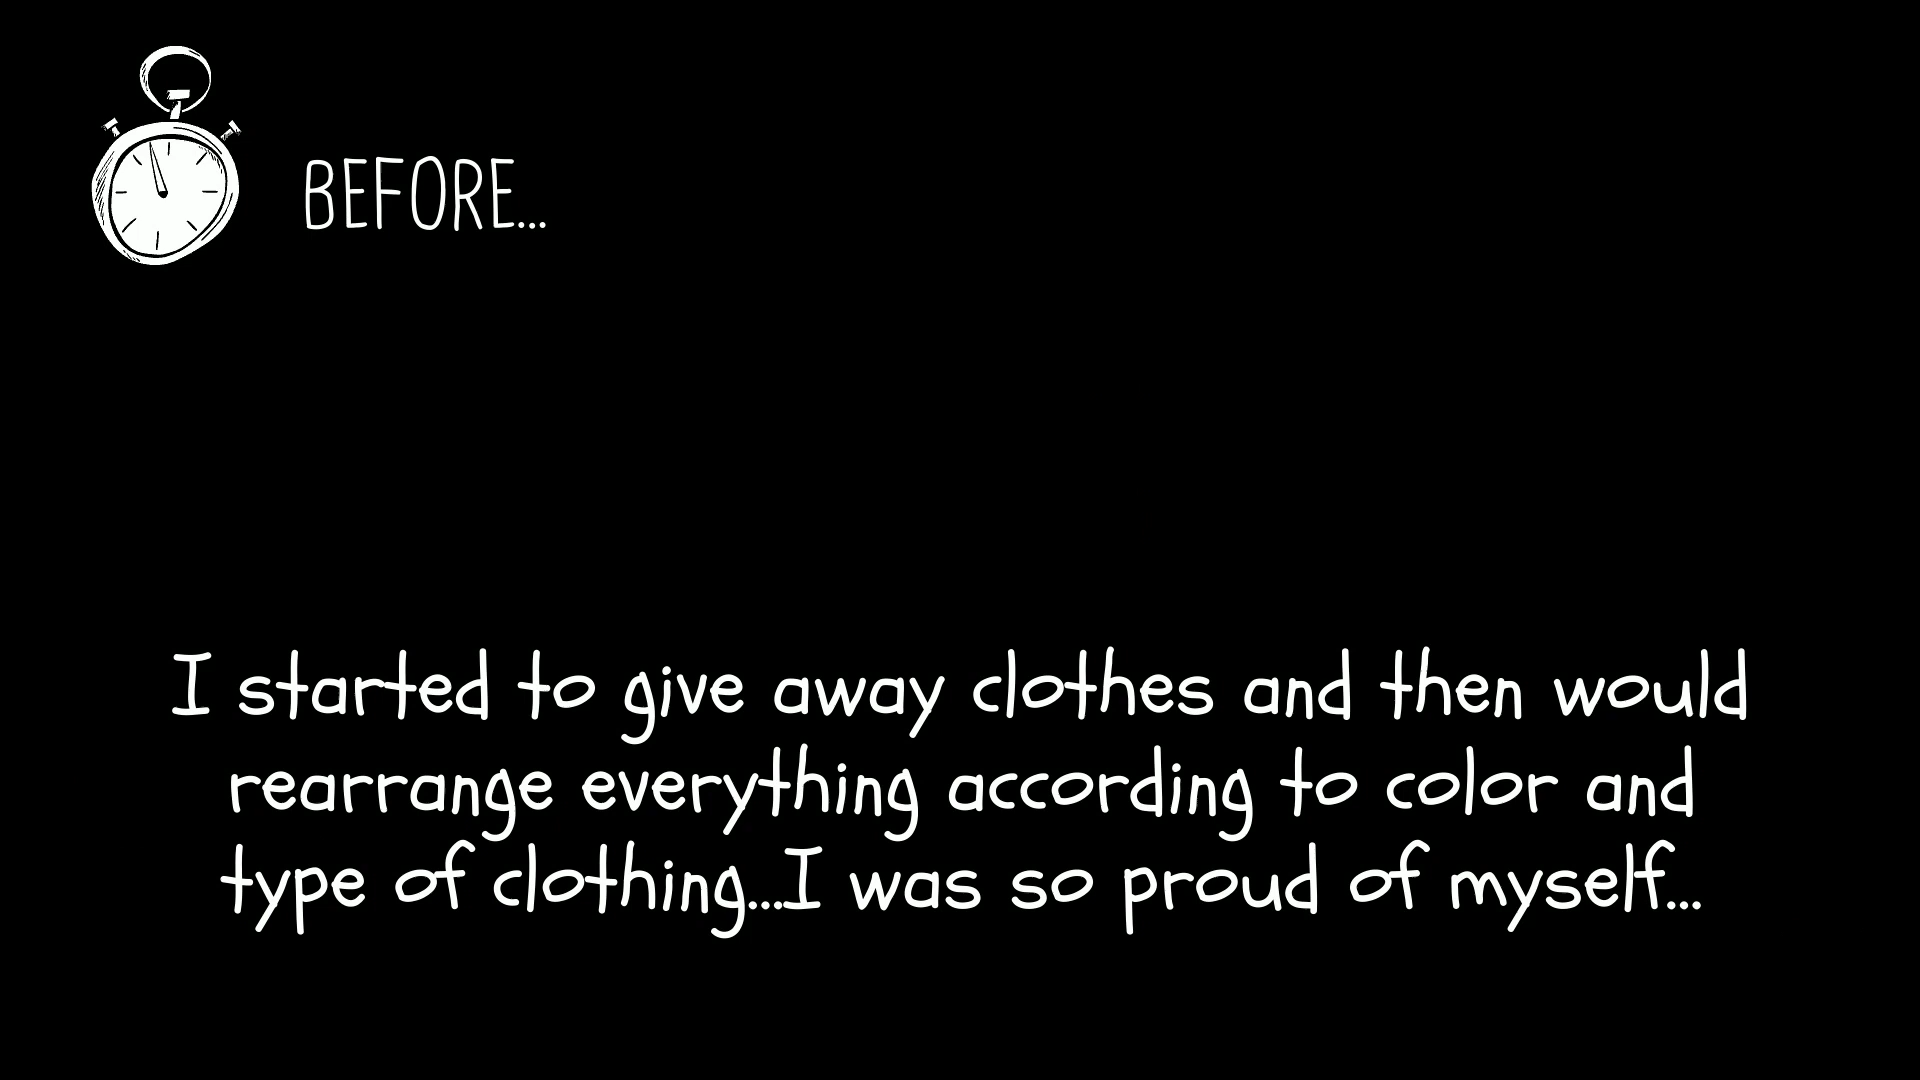 BEFORE...
I started to give away clothes and then would
rearrange everything according to color and
type of clothing...I was so proud of myself...